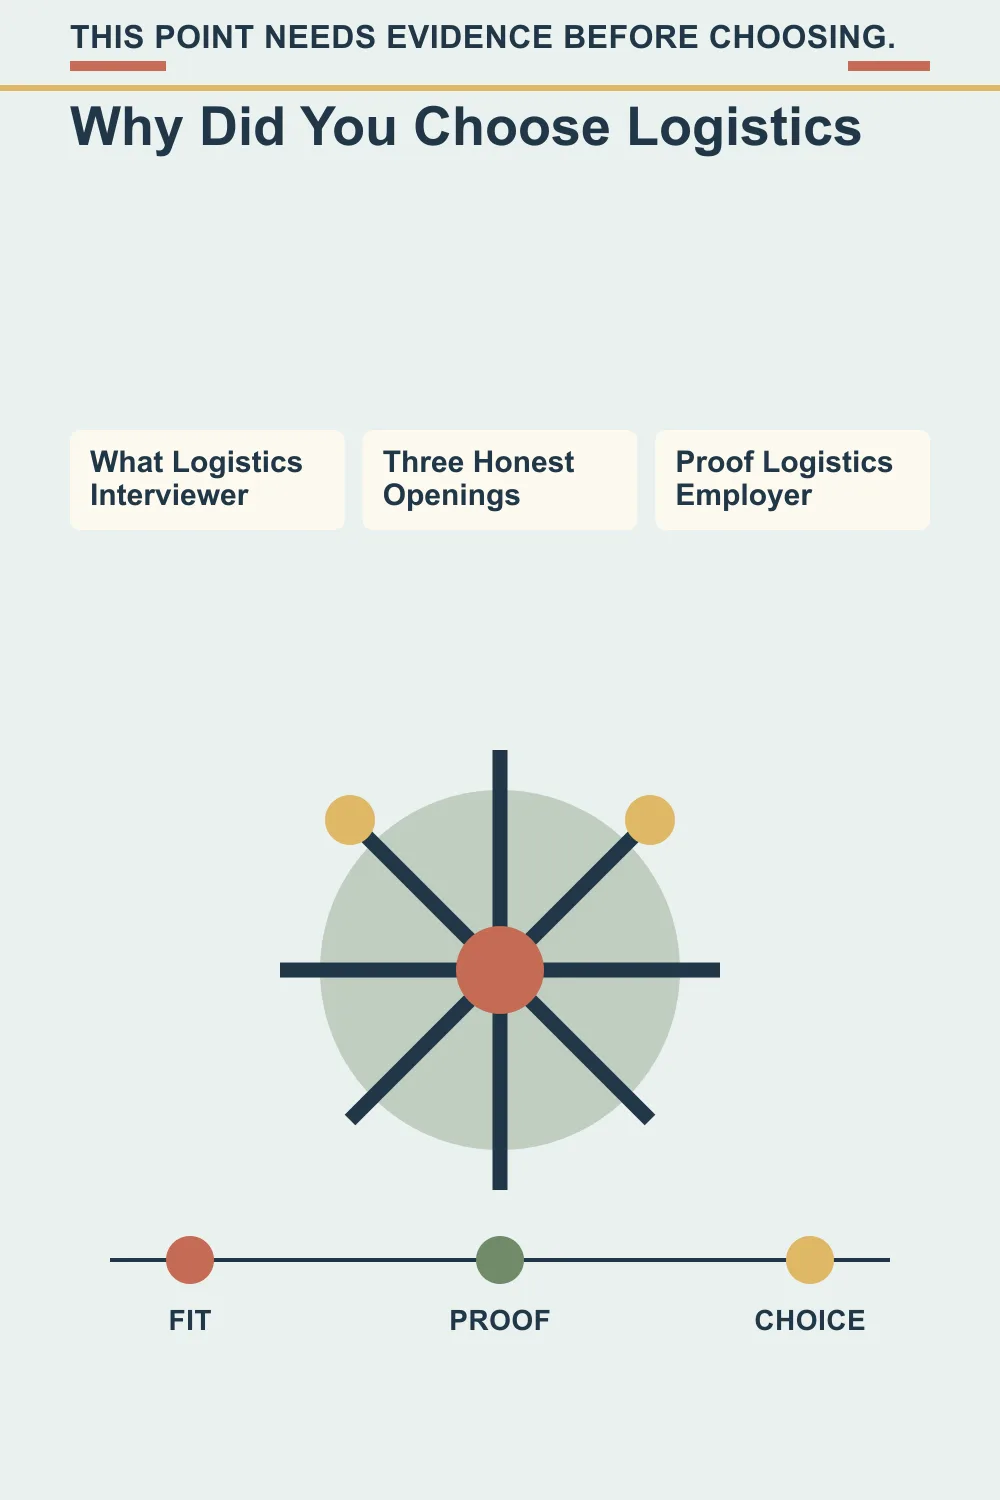 THIS POINT NEEDS EVIDENCE BEFORE CHOOSING.
Why Did You Choose Logistics
What Logistics
Interviewer
Three Honest
Openings
Proof Logistics
Employer
FIT
PROOF
CHOICE